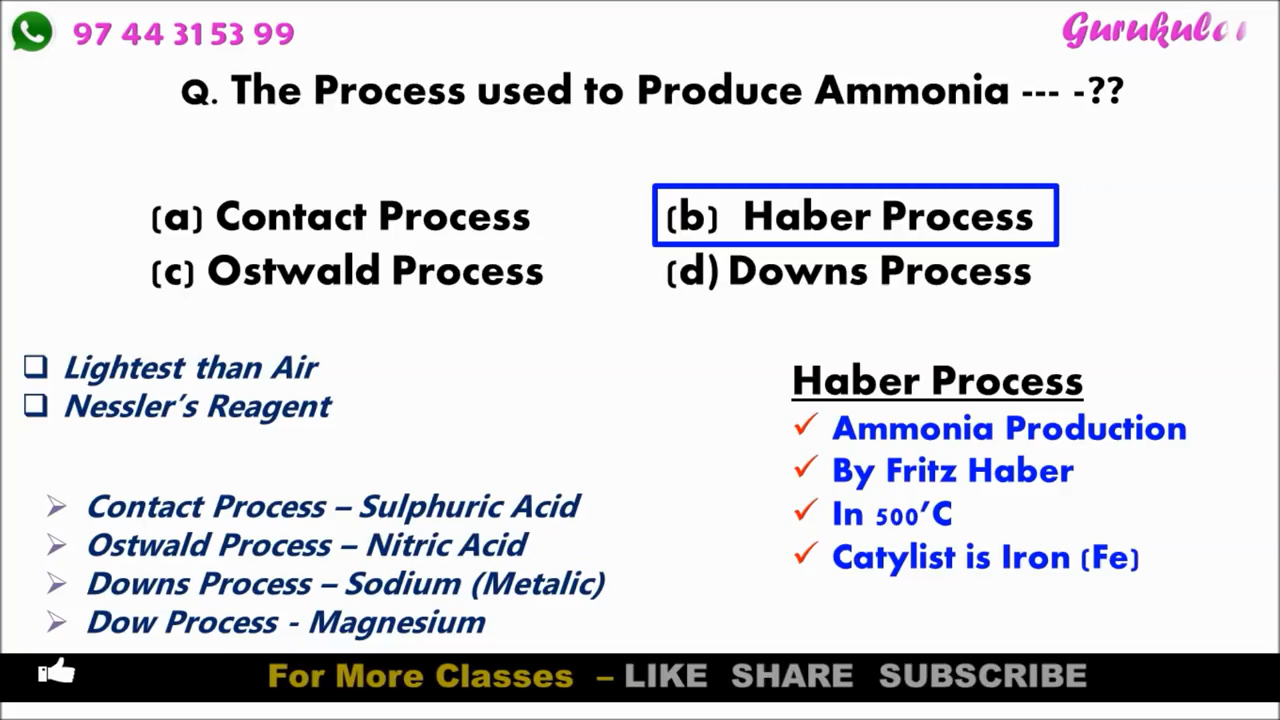 97 44 3153 99
Gurukul
Q. The Process used to Produce Ammonia --- -??
(a) Contact Process
(b) Haber Process
(c) Ostwald Process
(d) Downs Process
Lightest than Air
Nessler's Reagent
Haber Process
Ammonia Production
By Fritz Haber
In 500'C
Catylist is Iron (Fe)
Contact Process – Sulphuric Acid
Ostwald Process – Nitric Acid
Downs Process – Sodium (Metalic)
Dow Process - Magnesium
For More Classes – LIKE SHARE SUBSCRIBE